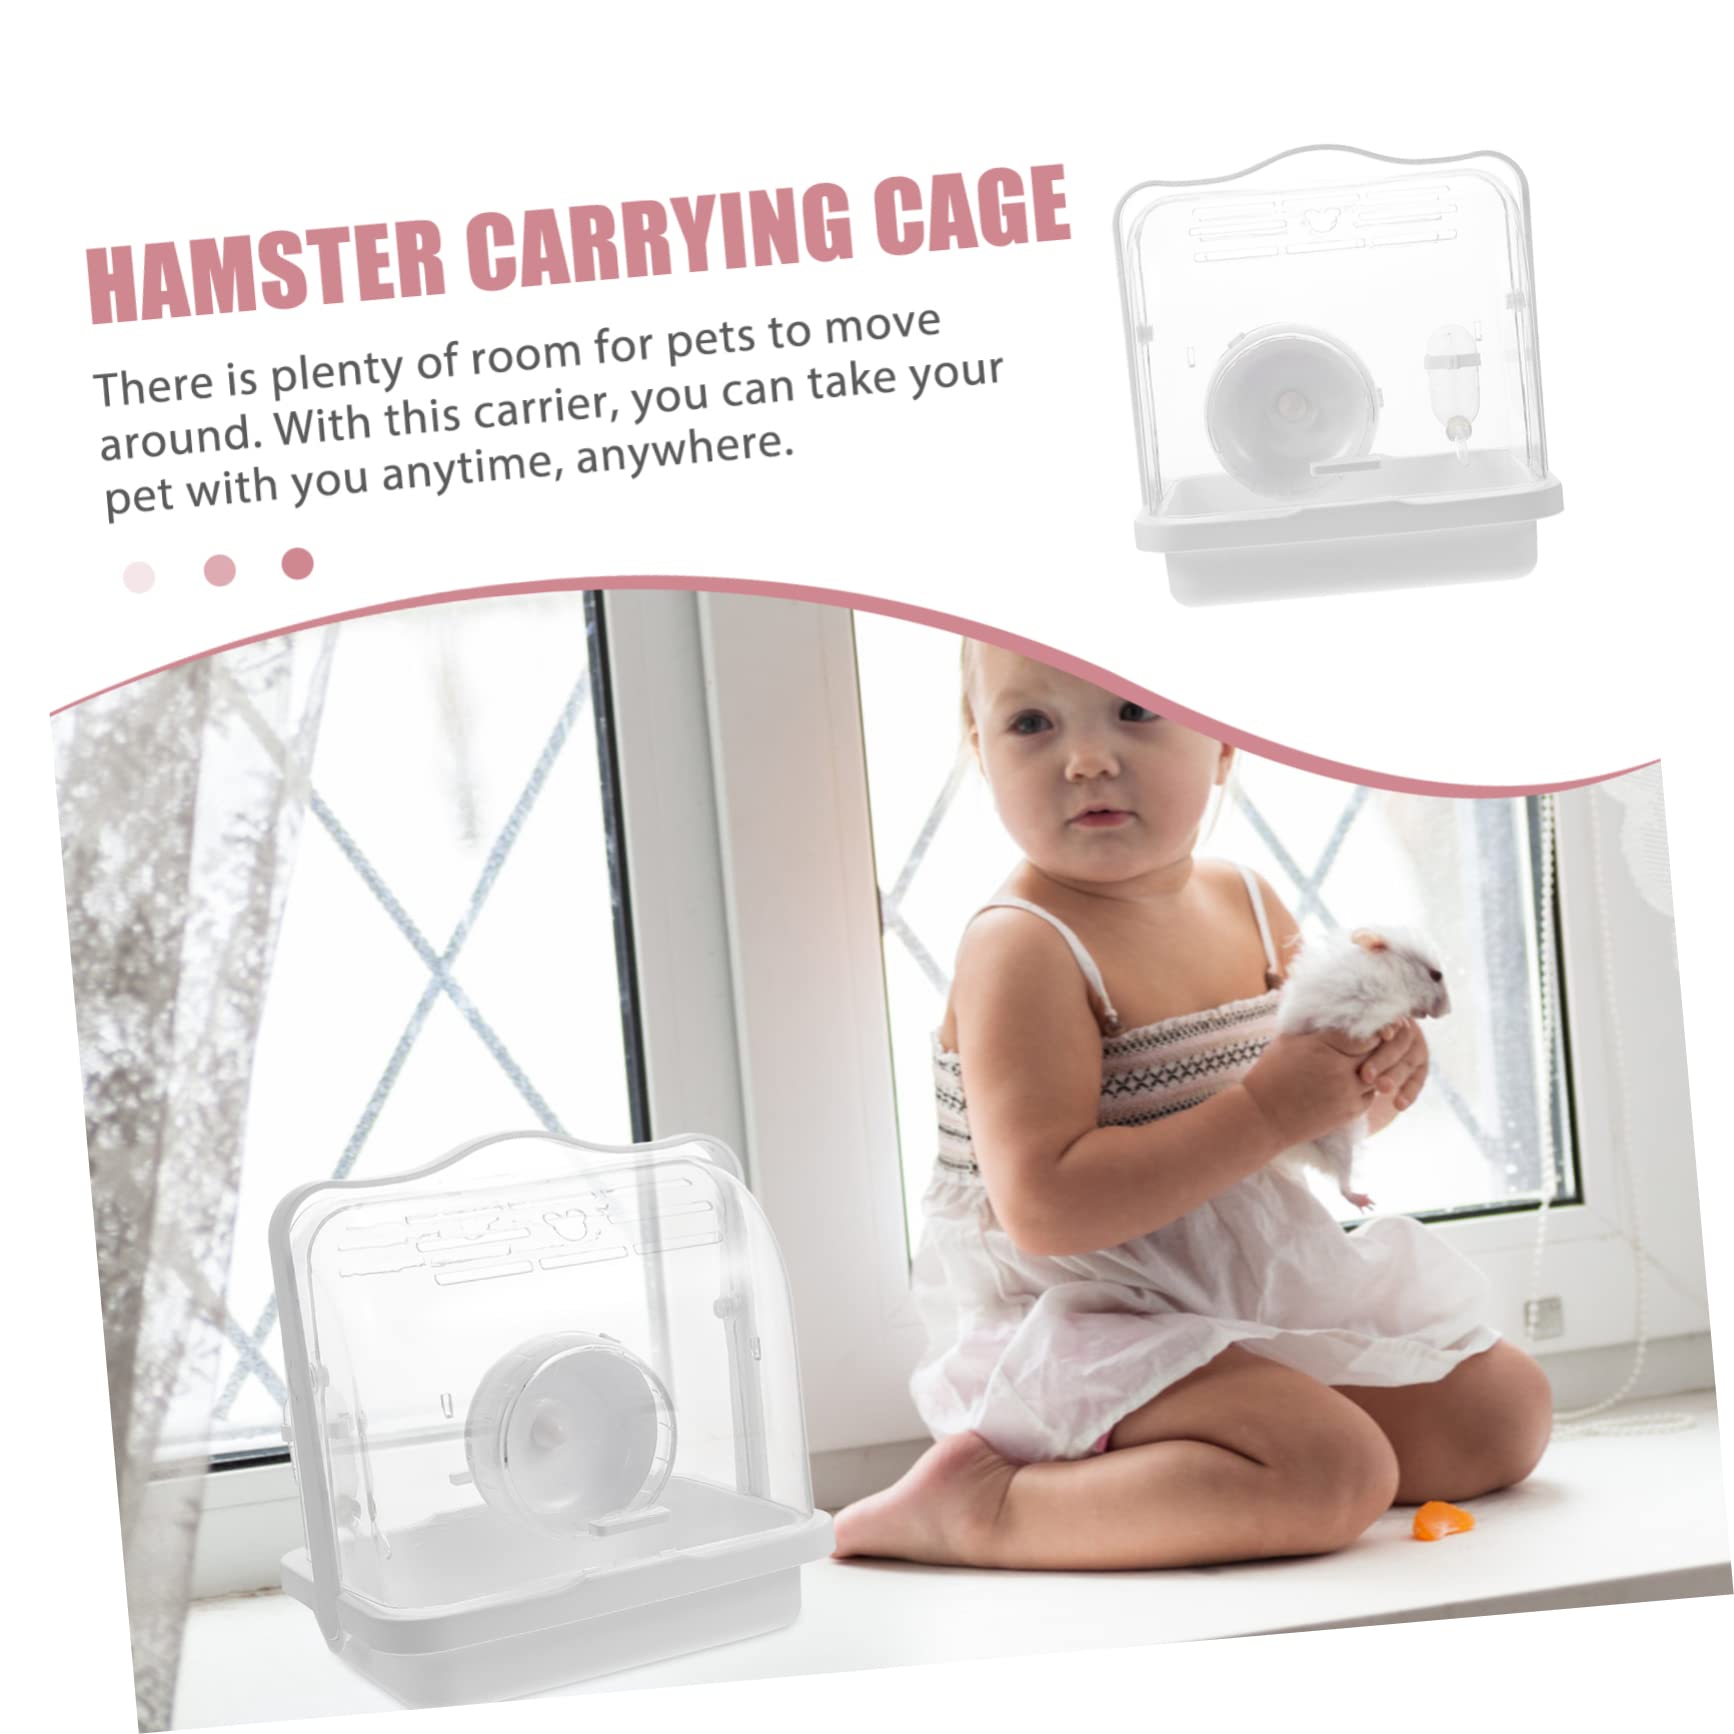 HAMSTER CARRYING CAGE
There is plenty of room for pets to move
around. With this carrier, you can take your
pet with you anytime, anywhere.